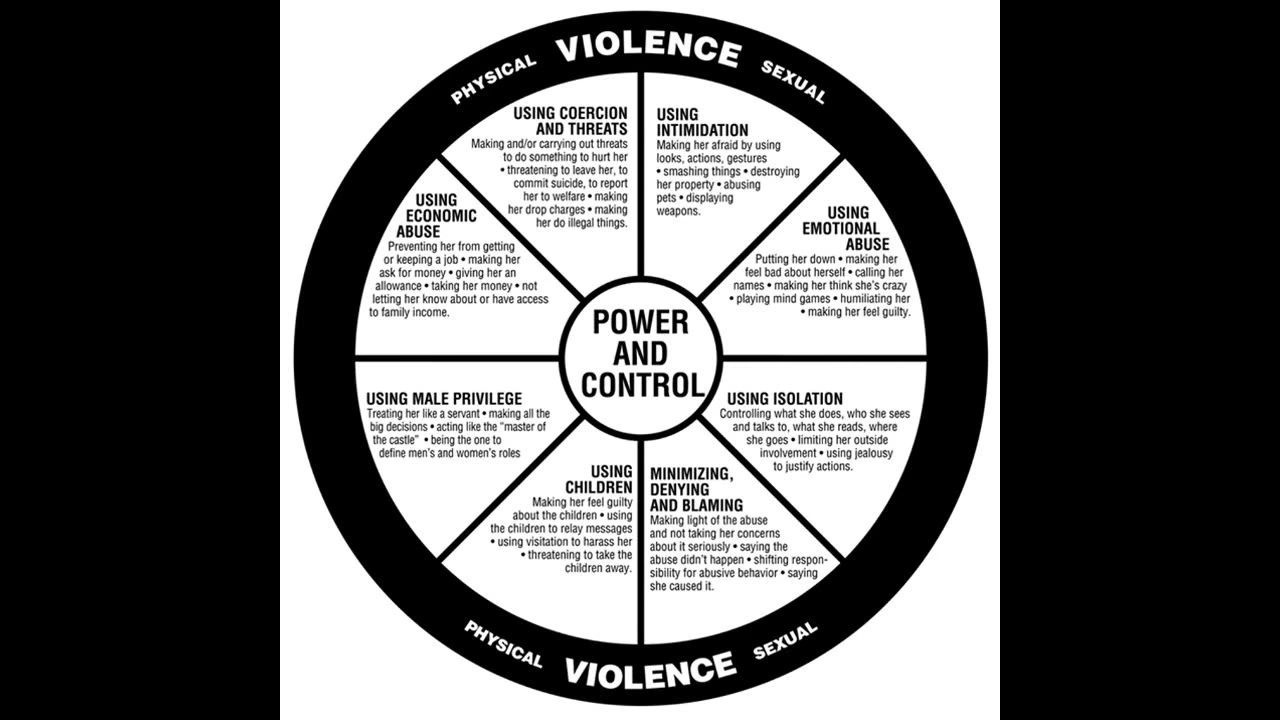 PHYSICAL VIOLENCE SEXUAL
USING COERCION
AND THREATS
Making and/or carrying out threats
to do something to hurt her
• threatening to leave her, to
commit suicide, to report
her to welfare • making
her drop charges • making
her do illegal things.
USING
INTIMIDATION
Making her afraid by using
looks, actions, gestures
• smashing things • destroying
her property • abusing
pets • displaying
weapons.
USING
ECONOMIC
ABUSE
Preventing her from getting
or keeping a job • making her
ask for money • giving her an
allowance • taking her money • not
letting her know about or have access
to family income.
USING
EMOTIONAL
ABUSE
Putting her down • making her
feel bad about herself • calling her
names • making her think she's crazy
• playing mind games • humiliating her
• making her feel guilty.
POWER
AND
CONTROL
USING MALE PRIVILEGE
Treating her like a servant • making all the
big decisions • acting like the "master of
the castle" • being the one to
define men's and women's roles
USING ISOLATION
Controlling what she does, who she sees
and talks to, what she reads, where
she goes • limiting her outside
involvement • using jealousy
to justify actions.
USING
CHILDREN
Making her feel guilty
about the children • using
the children to relay messages
• using visitation to harass her
• threatening to take the
children away.
MINIMIZING,
DENYING
AND BLAMING
Making light of the abuse
and not taking her concerns
about it seriously • saying the
abuse didn't happen • shifting respon-
sibility for abusive behavior • saying
she caused it.
PHYSICAL VIOLENCE SEXUAL